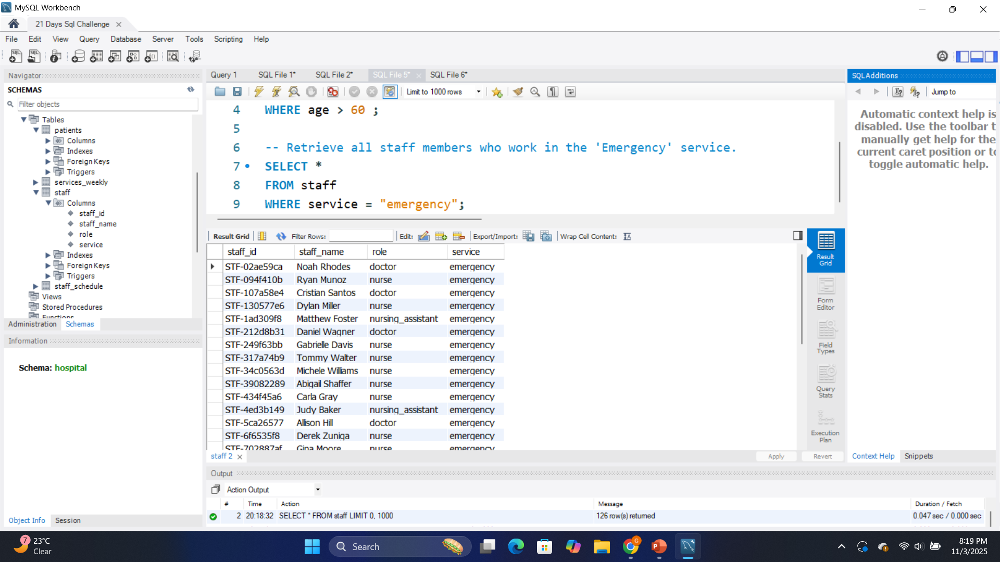 MySQL Workbench
21 Days Sql Challenge
File Edit View Query Database Server Tools Scripting Help
Navigator
SCHEMAS
Filter objects
Tables
patients
Columns
Indexes
Foreign Keys
Triggers
services_weekly
staff
Columns
staff_id
staff_name
role
service
Indexes
Foreign Keys
Triggers
staff_schedule
Views
Stored Procedures
Functions
Administration Schemas
Information
Schema: hospital
Object Info Session
Query 1 SQL File 1* SQL File 2* SQL File 5* SQL File 6*
Limit to 1000 rows
4 WHERE age > 60 ;
5
6 -- Retrieve all staff members who work in the 'Emergency' service.
7 SELECT *
8 FROM staff
9 WHERE service = "emergency";
Result Grid Filter Rows: Edit: Export/Import: Wrap Cell Content:
staff_id staff_name role service
STF-02ae59ca Noah Rhodes doctor emergency
STF-094f410b Ryan Munoz nurse emergency
STF-107a58e4 Cristian Santos doctor emergency
STF-130577e6 Dylan Miller nurse emergency
STF-1ad309f8 Matthew Foster nursing_assistant emergency
STF-212d8b31 Daniel Wagner doctor emergency
STF-249f63bb Gabrielle Davis nurse emergency
STF-317a74b9 Tommy Walter nurse emergency
STF-34c0563d Michele Williams nurse emergency
STF-39082289 Abigail Shaffer nurse emergency
STF-434f45a6 Carla Gray nurse emergency
STF-4ed3b149 Judy Baker nursing_assistant emergency
STF-5ca26577 Allison Hill doctor emergency
STF-6f6535f8 Derek Zuniga nurse emergency
STF-702887af Gina Moore nurse emergency
Result
Grid
Form
Editor
Field
Types
Query
Stats
Execution
Plan
staff 2
Apply Revert
SQLAdditions
Jump to
Automatic context help is
disabled. Use the toolbar t
manually get help for the
current caret position or to
toggle automatic help.
Context Help Snippets
Output
Action Output
# Time Action Message Duration / Fetch
2 20:18:32 SELECT * FROM staff LIMIT 0, 1000 126 row(s) returned 0.047 sec / 0.000 sec
7
23°C
Clear
Search
8:19 PM
11/3/2025